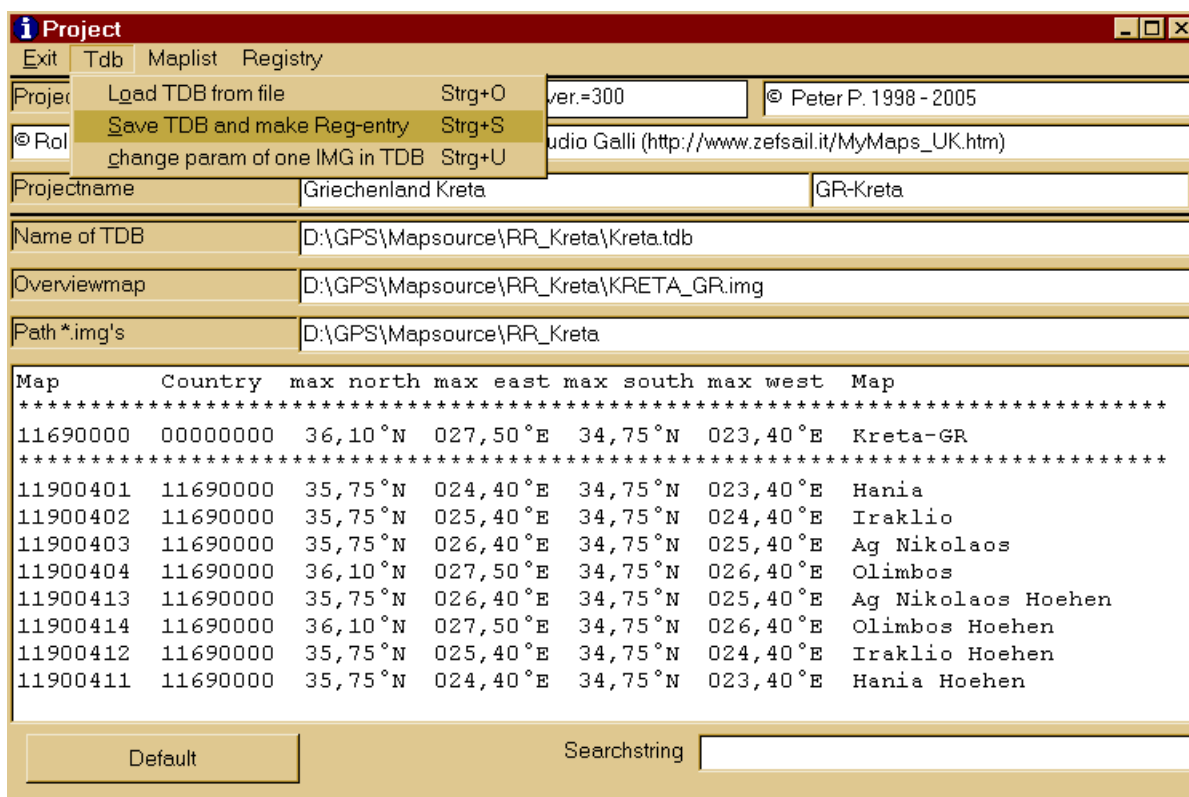 Project
Exit Tdb Maplist Registry
Load TDB from file Strg+O
Save TDB and make Reg-entry Strg+S
change param of one IMG in TDB Strg+U
ver.=300 © Peter P. 1998 - 2005
(http://www.zefsail.it/MyMaps_UK.htm)
Projectname Griechenland Kreta GR-Kreta
Name of TDB D:\GPS\Mapsource\RR_Kreta\Kreta.tdb
Overviewmap D:\GPS\Mapsource\RR_Kreta\KRETA_GR.img
Path *.img's D:\GPS\Mapsource\RR_Kreta
Map Country max north max east max south max west Map
********************************************************************************
11690000 00000000 36,10°N 027,50°E 34,75°N 023,40°E Kreta-GR
********************************************************************************
11900401 11690000 35,75°N 024,40°E 34,75°N 023,40°E Hania
11900402 11690000 35,75°N 025,40°E 34,75°N 024,40°E Iraklio
11900403 11690000 35,75°N 026,40°E 34,75°N 025,40°E Ag Nikolaos
11900404 11690000 36,10°N 027,50°E 34,75°N 026,40°E Olimbos
11900413 11690000 35,75°N 026,40°E 34,75°N 025,40°E Ag Nikolaos Hoehen
11900414 11690000 36,10°N 027,50°E 34,75°N 026,40°E Olimbos Hoehen
11900412 11690000 35,75°N 025,40°E 34,75°N 024,40°E Iraklio Hoehen
11900411 11690000 35,75°N 024,40°E 34,75°N 023,40°E Hania Hoehen
Default Searchstring